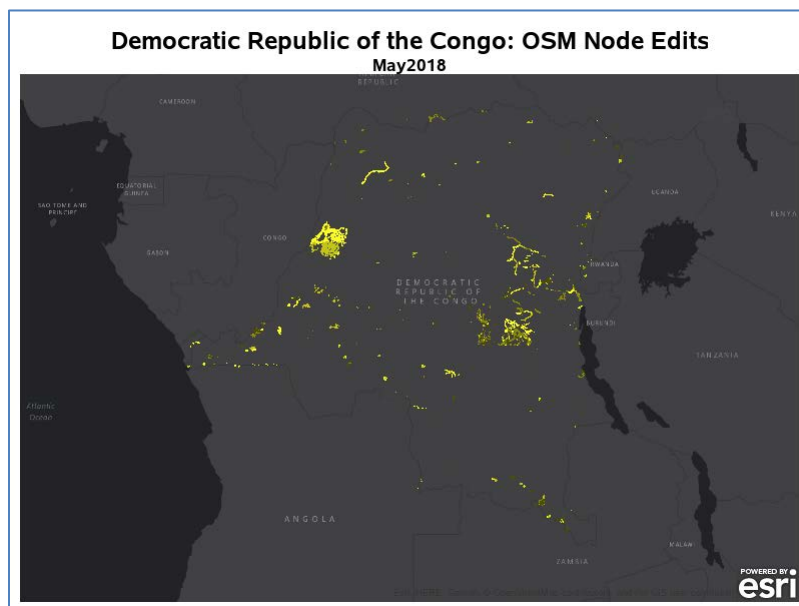 Democratic Republic of the Congo: OSM Node Edits
May2018
REPUBLIC
CAMEROON
EQUATORIAL
GUINEA
SAO TOME AND
PRINCIPE
GABON
CONGO
UGANDA
KENYA
RWANDA
DEMOCRATIC
REPUBLIC OF
THE CONGO
BURUNDI
TANZANIA
Atlantic
Ocean
ANGOLA
MALAWI
ZAMBIA
POWERED BY
esri